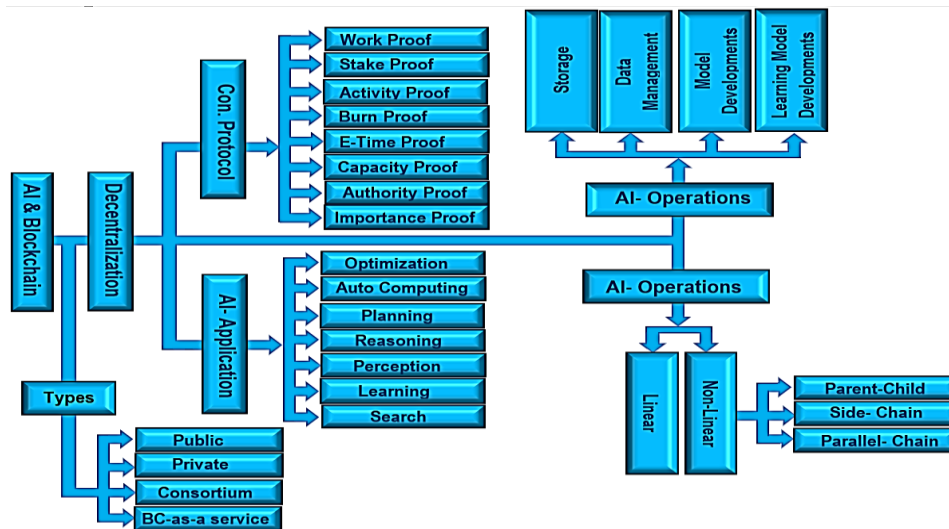 AI & Blockchain
Decentralization
Types
Public
Private
Consortium
BC-as-a service
Con. Protocol
Work Proof
Stake Proof
Activity Proof
Burn Proof
E-Time Proof
Capacity Proof
Authority Proof
Importance Proof
AI- Application
Optimization
Auto Computing
Planning
Reasoning
Perception
Learning
Search
Storage
Data
Management
Model
Developments
Learning Model
Developments
AI- Operations
AI- Operations
Linear
Non-Linear
Parent-Child
Side- Chain
Parallel- Chain